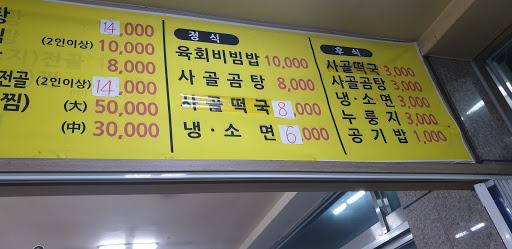 탕 14,000
(2인이상) 10,000
8,000
전골 (2인이상) 14,000
찜) (大) 50,000
(中) 30,000
정 식
육회비빔밥 10,000
사 골 곰 탕 8,000
사 골 떡 국 8,000
냉 · 소 면 6,000
후 식
사골떡국 3,000
사골곰탕 3,000
냉 · 소면 3,000
누 룽 지 3,000
공 기 밥 1,000